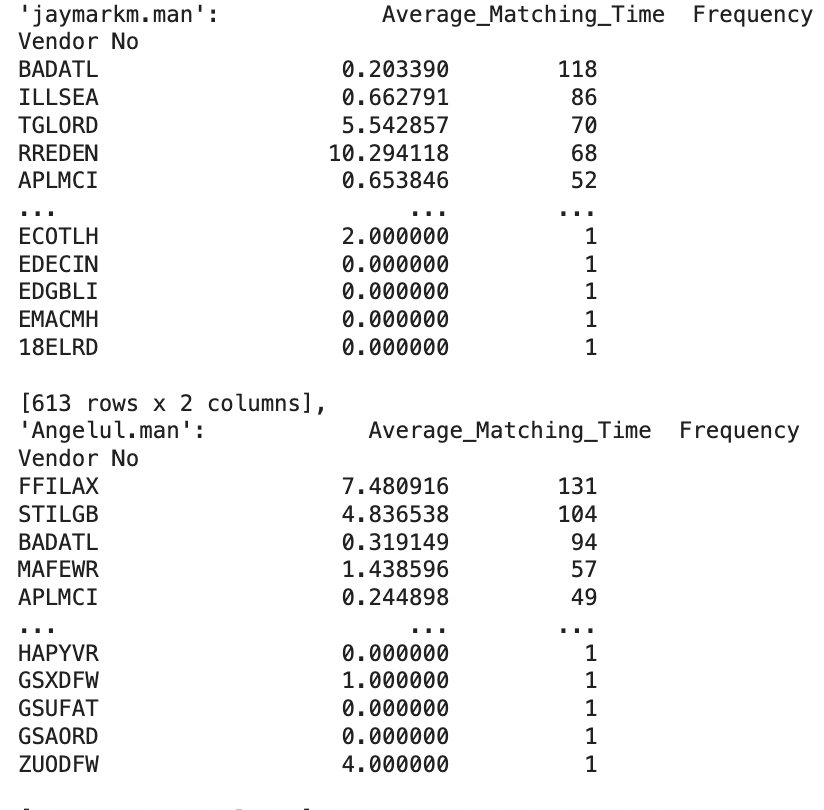 'jaymarkm.man': Average_Matching_Time Frequency
Vendor No
BADATL 0.203390 118
ILLSEA 0.662791 86
TGLORD 5.542857 70
RREDEN 10.294118 68
APLMCI 0.653846 52
... ... ...
ECOTLH 2.000000 1
EDECIN 0.000000 1
EDGBLI 0.000000 1
EMACMH 0.000000 1
18ELRD 0.000000 1
[613 rows x 2 columns],
'Angelul.man': Average_Matching_Time Frequency
Vendor No
FFILAX 7.480916 131
STILGB 4.836538 104
BADATL 0.319149 94
MAFEWR 1.438596 57
APLMCI 0.244898 49
... ... ...
HAPYVR 0.000000 1
GSXDFW 1.000000 1
GSUFAT 0.000000 1
GSAORD 0.000000 1
ZUODFW 4.000000 1